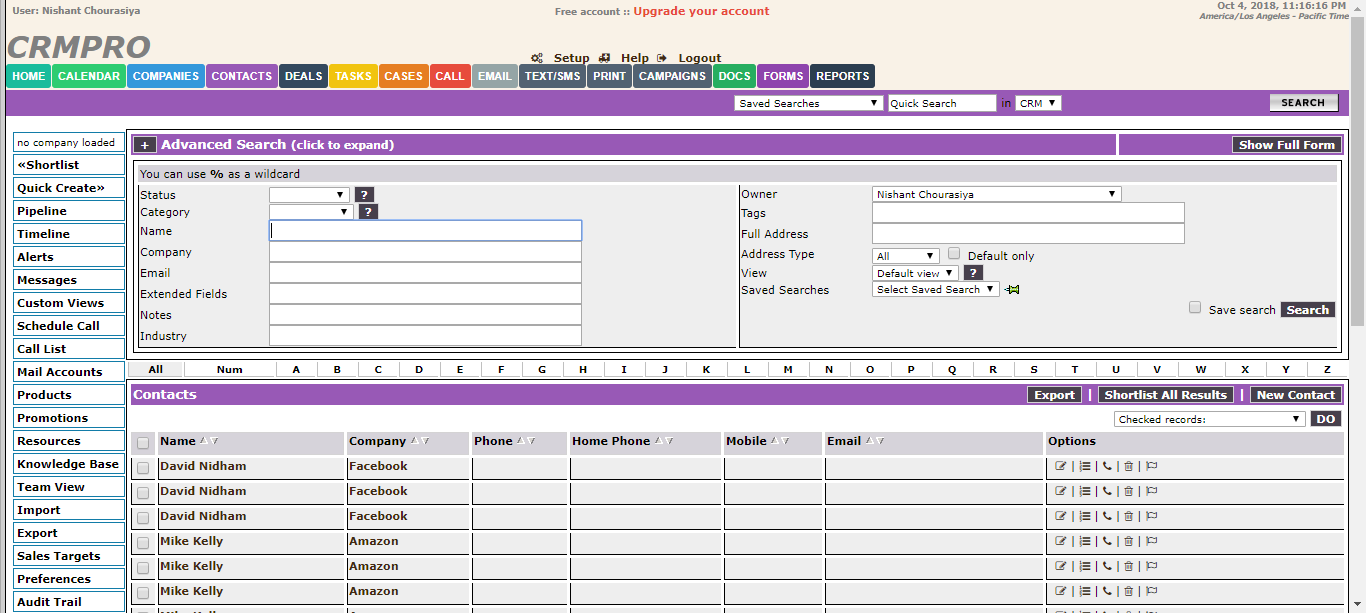 User: Nishant Chourasiya
Free account :: Upgrade your account
Oct 4, 2018, 11:16:16 PM
America/Los Angeles - Pacific Time
CRMPRO
Setup Help Logout
HOME CALENDAR COMPANIES CONTACTS DEALS TASKS CASES CALL EMAIL TEXT/SMS PRINT CAMPAIGNS DOCS FORMS REPORTS
Saved Searches Quick Search in CRM SEARCH
no company loaded
«Shortlist
Quick Create»
Pipeline
Timeline
Alerts
Messages
Custom Views
Schedule Call
Call List
Mail Accounts
Products
Promotions
Resources
Knowledge Base
Team View
Import
Export
Sales Targets
Preferences
Audit Trail
+ Advanced Search (click to expand) Show Full Form
You can use % as a wildcard
Status ?
Category ?
Name
Company
Email
Extended Fields
Notes
Industry
Owner Nishant Chourasiya
Tags
Full Address
Address Type All Default only
View Default view ?
Saved Searches Select Saved Search
Save search Search
All Num A B C D E F G H I J K L M N O P Q R S T U V W X Y Z
Contacts Export | Shortlist All Results | New Contact
Checked records: DO
Name Company Phone Home Phone Mobile Email Options
David Nidham Facebook
David Nidham Facebook
David Nidham Facebook
Mike Kelly Amazon
Mike Kelly Amazon
Mike Kelly Amazon